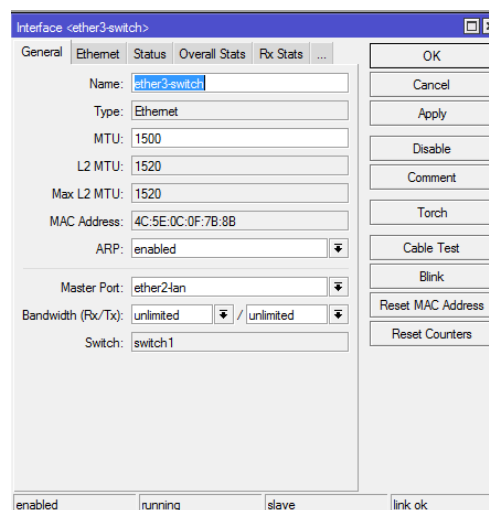 Interface <ether3-switch>
General Ethernet Status Overall Stats Rx Stats ...
Name: ether3-switch
Type: Ethernet
MTU: 1500
L2 MTU: 1520
Max L2 MTU: 1520
MAC Address: 4C:5E:0C:0F:7B:8B
ARP: enabled
Master Port: ether2-lan
Bandwidth (Rx/Tx): unlimited / unlimited
Switch: switch1
OK
Cancel
Apply
Disable
Comment
Torch
Cable Test
Blink
Reset MAC Address
Reset Counters
enabled running slave link ok